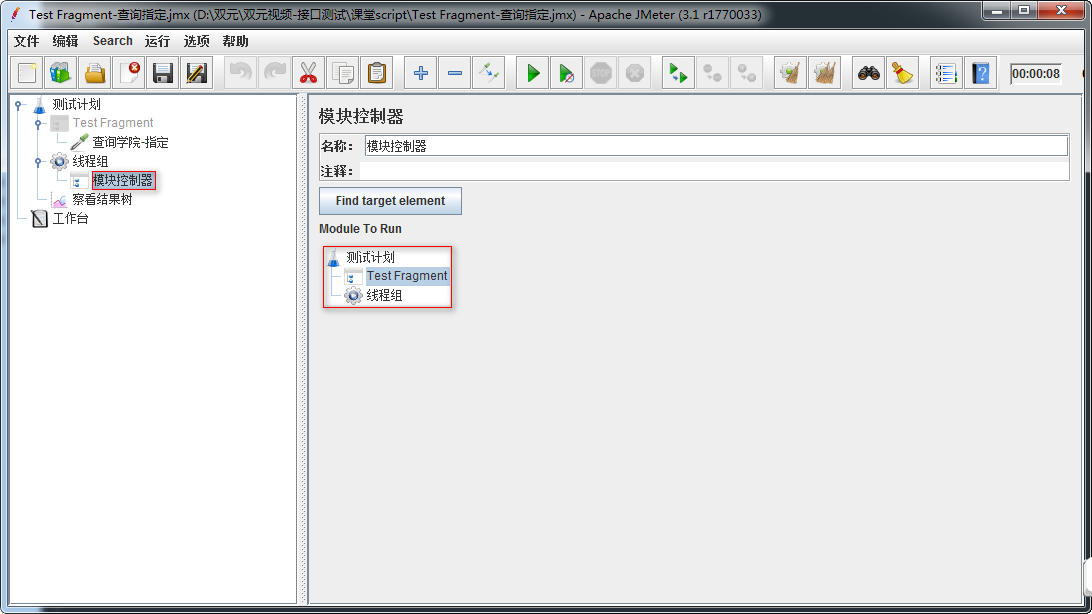 Test Fragment-查询指定.jmx (D:\双元\双元视频-接口测试\课堂script\Test Fragment-查询指定.jmx) - Apache JMeter (3.1 r1770033)
文件 编辑 Search 运行 选项 帮助
STOP
00:00:08
测试计划
Test Fragment
查询学院-指定
线程组
模块控制器
察看结果树
工作台
模块控制器
名称： 模块控制器
注释：
Find target element
Module To Run
测试计划
Test Fragment
线程组